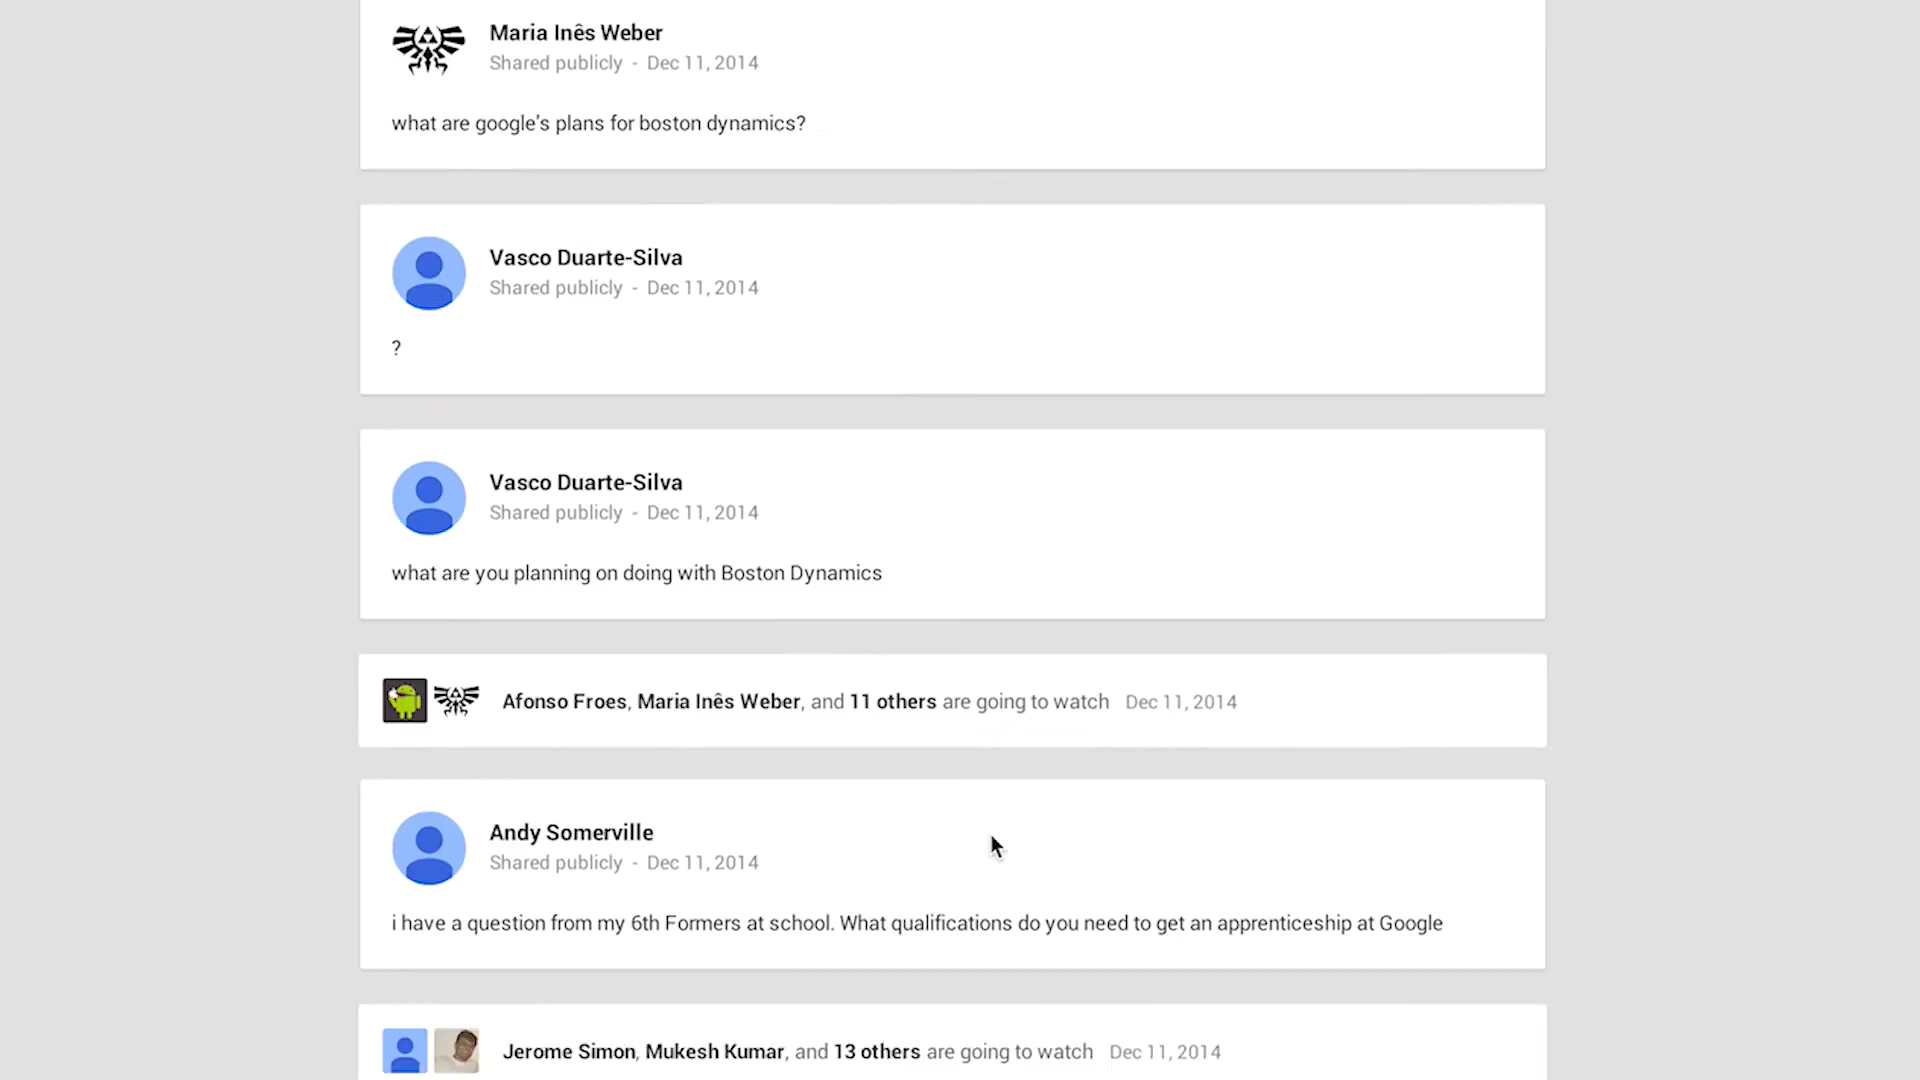 Maria Inês Weber
Shared publicly - Dec 11, 2014
what are google's plans for boston dynamics?
Vasco Duarte-Silva
Shared publicly - Dec 11, 2014
?
Vasco Duarte-Silva
Shared publicly - Dec 11, 2014
what are you planning on doing with Boston Dynamics
Afonso Froes, Maria Inês Weber, and 11 others are going to watch Dec 11, 2014
Andy Somerville
Shared publicly - Dec 11, 2014
i have a question from my 6th Formers at school. What qualifications do you need to get an apprenticeship at Google
Jerome Simon, Mukesh Kumar, and 13 others are going to watch Dec 11, 2014